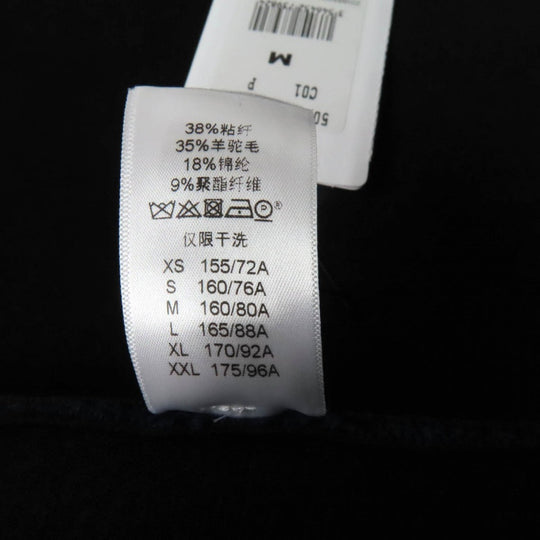 M
P
C01
38%粘纤
35%羊驼毛
18%锦纶
9%聚酯纤维
P
仅限干洗
XS 155/72A
S 160/76A
M 160/80A
L 165/88A
XL 170/92A
XXL 175/96A